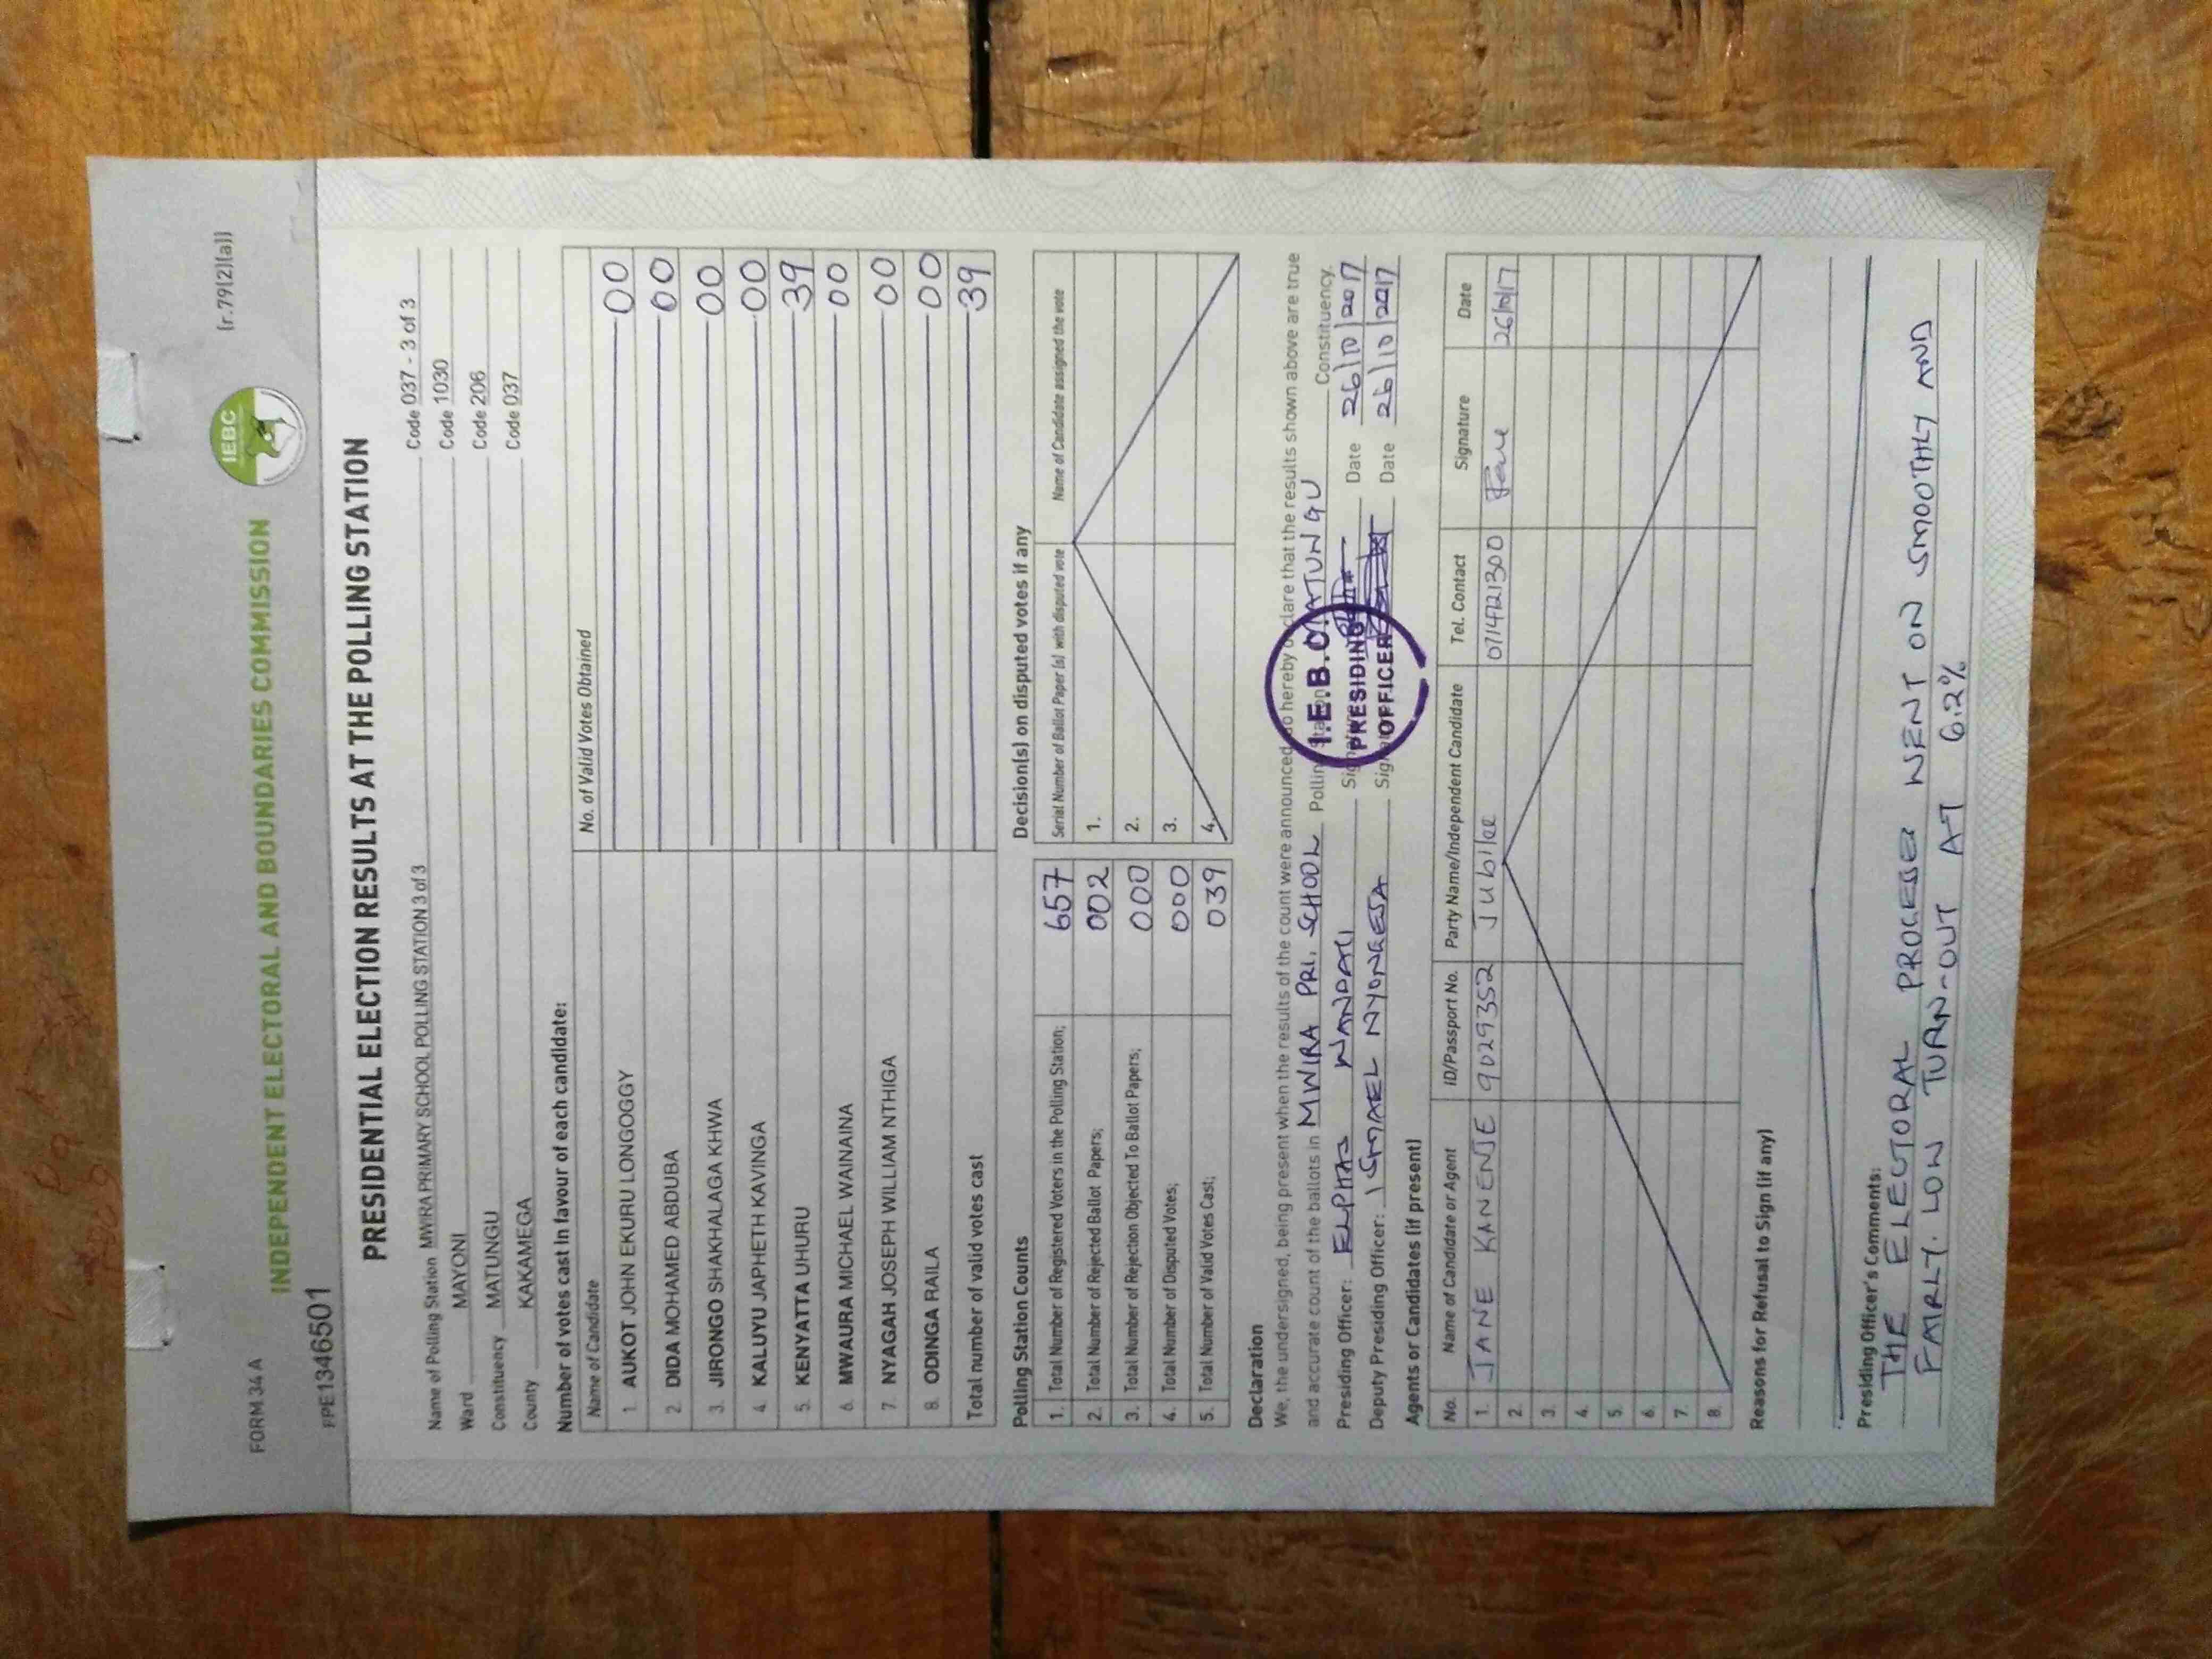 FORM 34 A
[r.79(2)(a)]
IEBC
INDEPENDENT ELECTORAL AND BOUNDARIES COMMISSION
PPE1346501
PRESIDENTIAL ELECTION RESULTS AT THE POLLING STATION
Name of Polling Station MWIRA PRIMARY SCHOOL POLLING STATION 3 of 3 Code 037 - 3 of 3
Ward MAYONI Code 1030
Constituency MATUNGU Code 206
County KAKAMEGA Code 037
Number of votes cast in favour of each candidate:
Name of Candidate No. of Valid Votes Obtained
1. AUKOT JOHN EKURU LONGOGGY 00
2. DIDA MOHAMED ABDUBA 00
3. JIRONGO SHAKHALAGA KHWA 00
4. KALUYU JAPHETH KAVINGA 00
5. KENYATTA UHURU 39
6. MWAURA MICHAEL WAINAINA 00
7. NYAGAH JOSEPH WILLIAM NTHIGA 00
8. ODINGA RAILA 00
Total number of valid votes cast 39
Polling Station Counts
1. Total Number of Registered Voters in the Polling Station; 657
2. Total Number of Rejected Ballot Papers; 002
3. Total Number of Rejection Objected To Ballot Papers; 000
4. Total Number of Disputed Votes; 000
5. Total Number of Valid Votes Cast; 039
Decision(s) on disputed votes if any
Serial Number of Ballot Paper (s) with disputed vote Name of Candidate assigned the vote
1.
2.
3.
4.
Declaration
We, the undersigned, being present when the results of the count were announced, do hereby declare that the results shown above are true
and accurate count of the ballots in MWIRA PRI. SCHOOL Polling Station MATUNGU Constituency.
Presiding Officer: ELPHAS Signature Date 26/10/2017
Deputy Presiding Officer: ISMAEL NYONGESA Signature Date 26/10/2017
I.E.B.C.
PRESIDING
OFFICER
Agents or Candidates (if present)
No. Name of Candidate or Agent ID/Passport No. Party Name/Independent Candidate Tel. Contact Signature Date
1. JANE KANENJE 9029352 Jubilee 26/10/17
2.
3.
4.
5.
6.
7.
8.
Reasons for Refusal to Sign (if any)
Presiding Officer's Comments:
THE ELECTORAL PROCESS WENT ON SMOOTHLY AND
FAIRLY. LOW TURN-OUT AT 6.2%